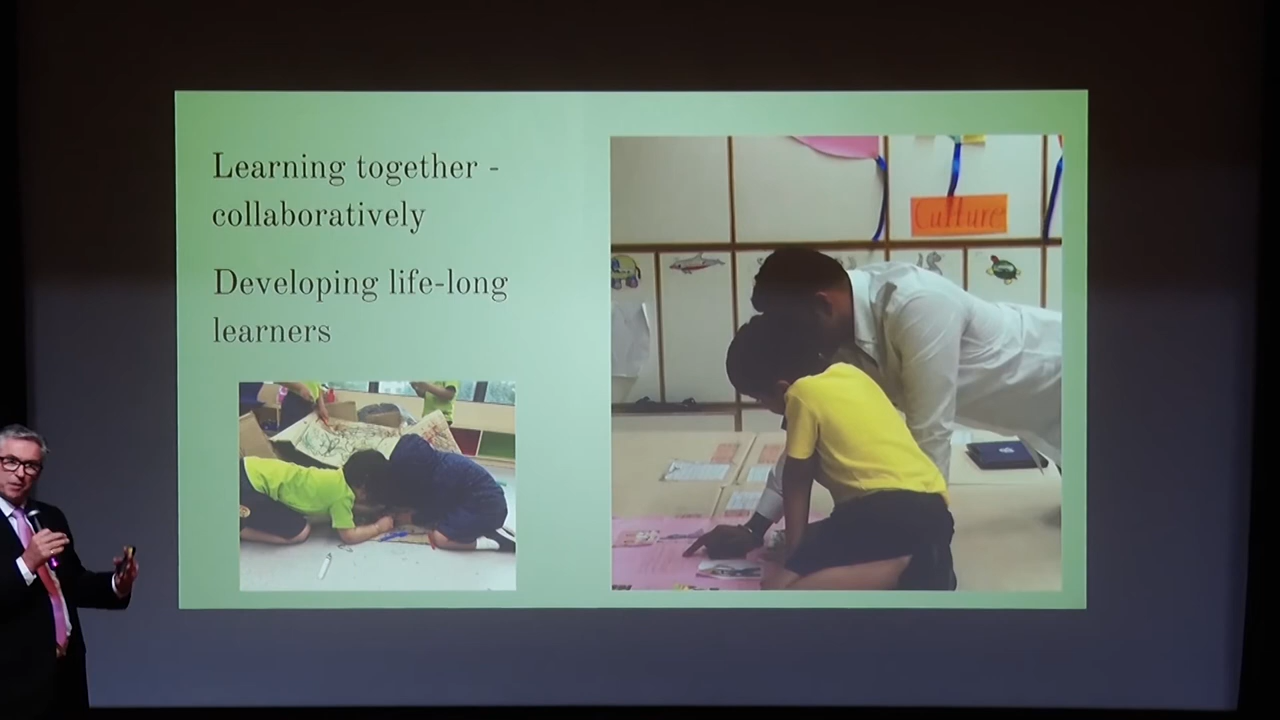 Learning together -
collaboratively
Developing life-long
learners
Culture